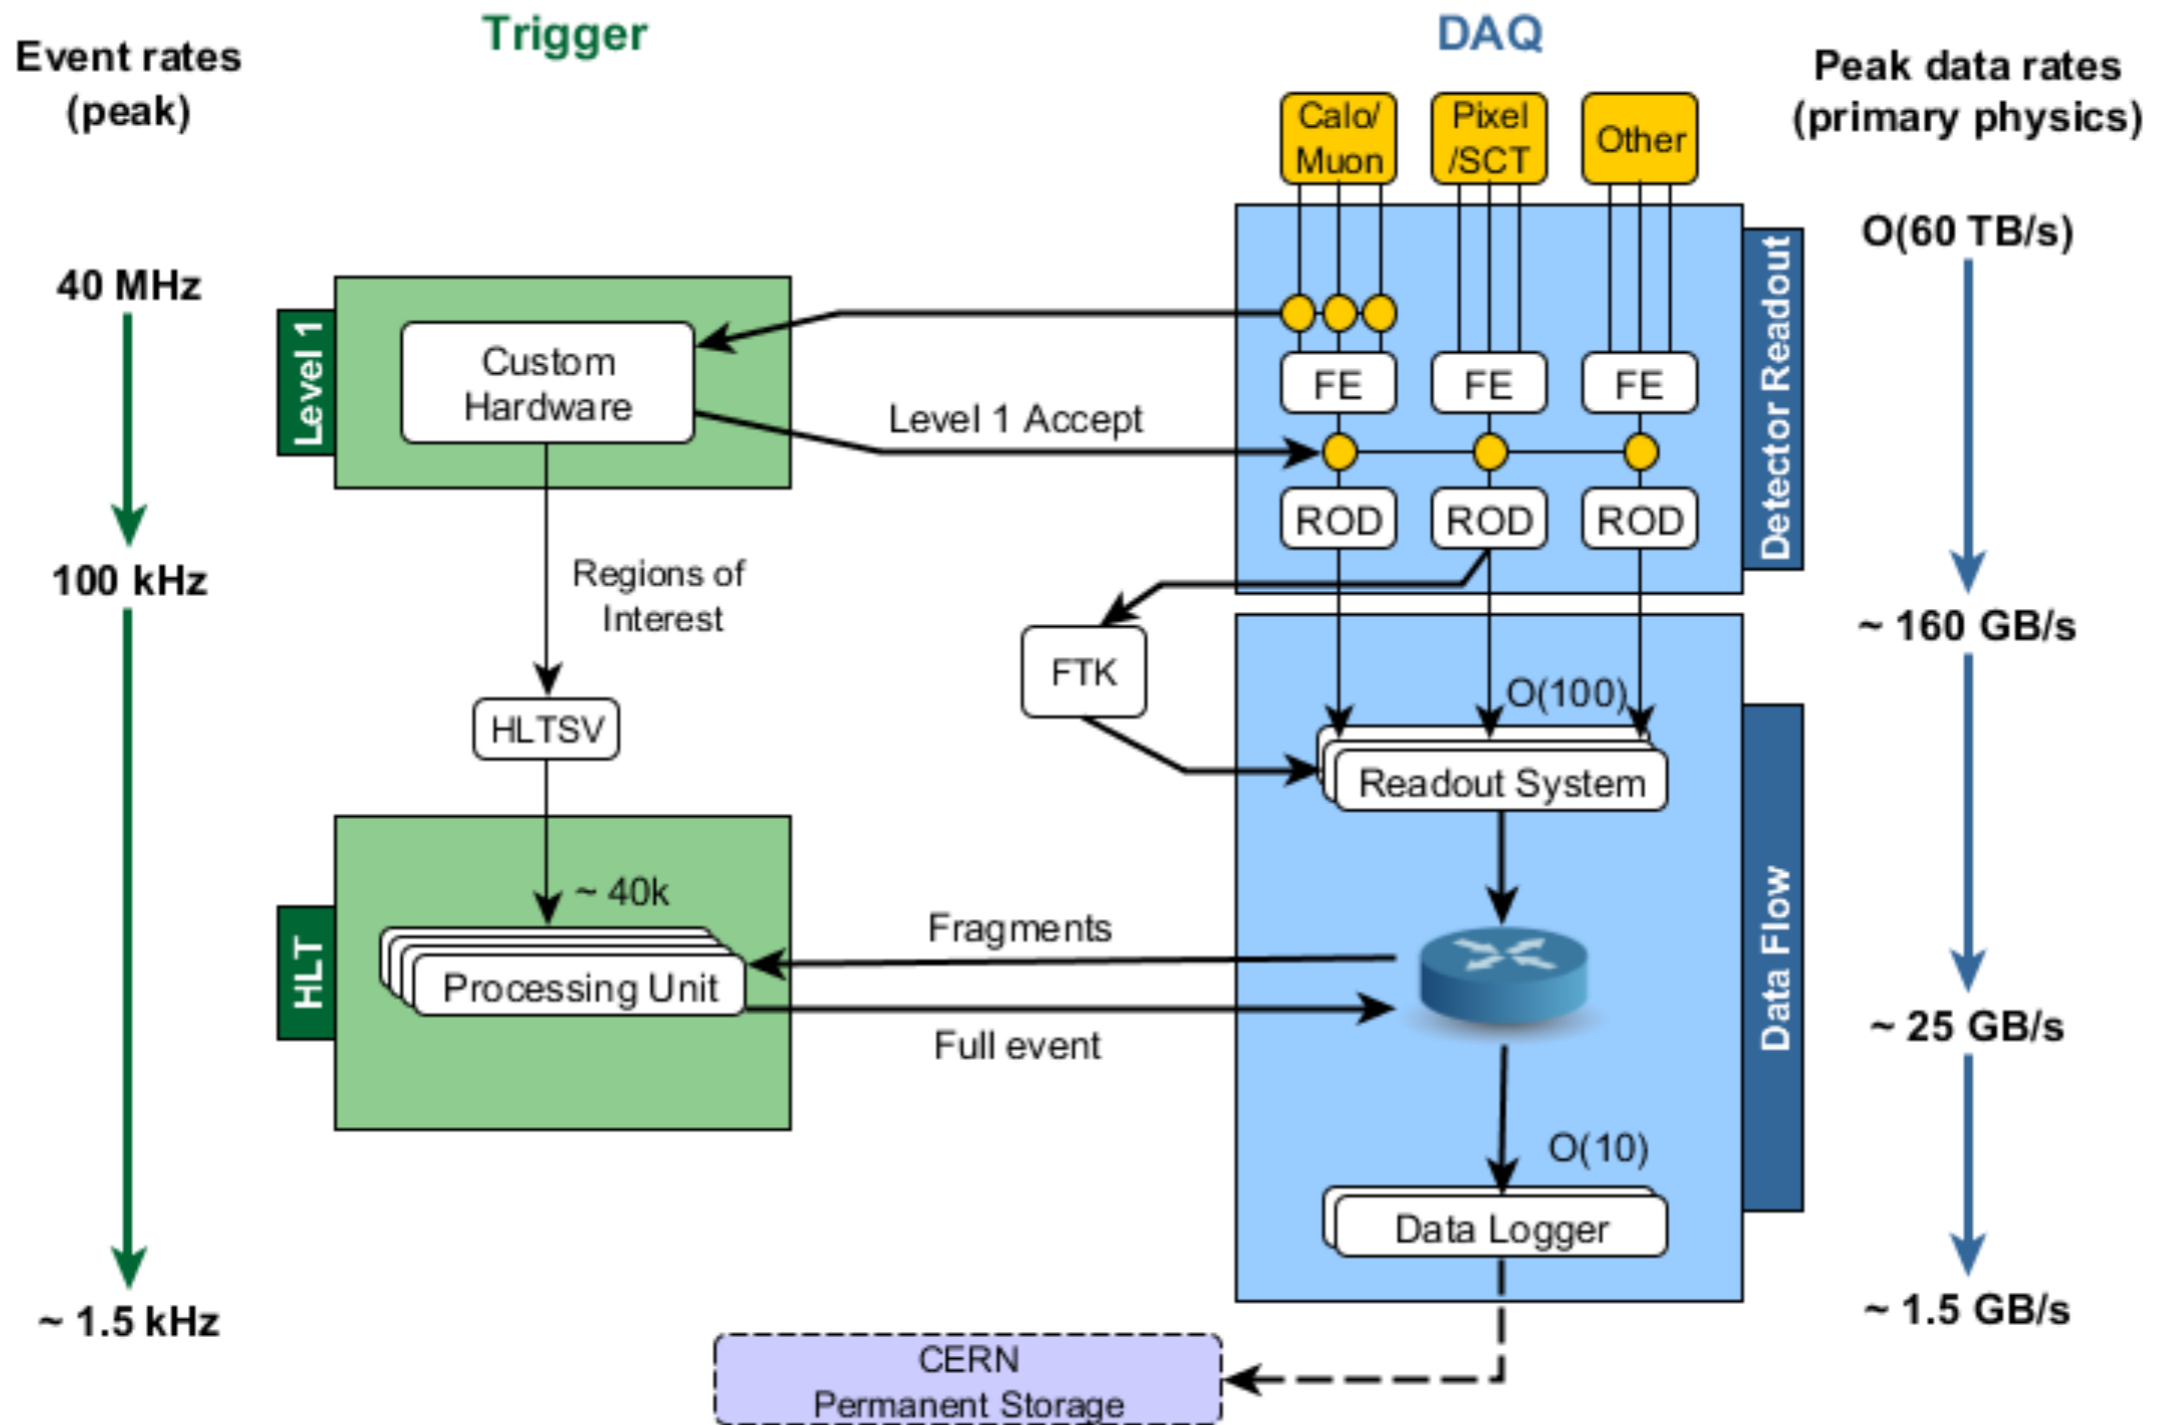 Trigger
DAQ
Event rates
(peak)
Peak data rates
(primary physics)
Calo/
Muon
Pixel
/SCT
Other
O(60 TB/s)
40 MHz
Level 1
Custom
Hardware
FE
FE
FE
Level 1 Accept
Detector Readout
ROD
ROD
ROD
100 kHz
Regions of
Interest
~ 160 GB/s
FTK
O(100)
HLTSV
Readout System
~ 40k
HLT
Processing Unit
Fragments
Full event
Data Flow
~ 25 GB/s
O(10)
Data Logger
~ 1.5 kHz
~ 1.5 GB/s
CERN
Permanent Storage